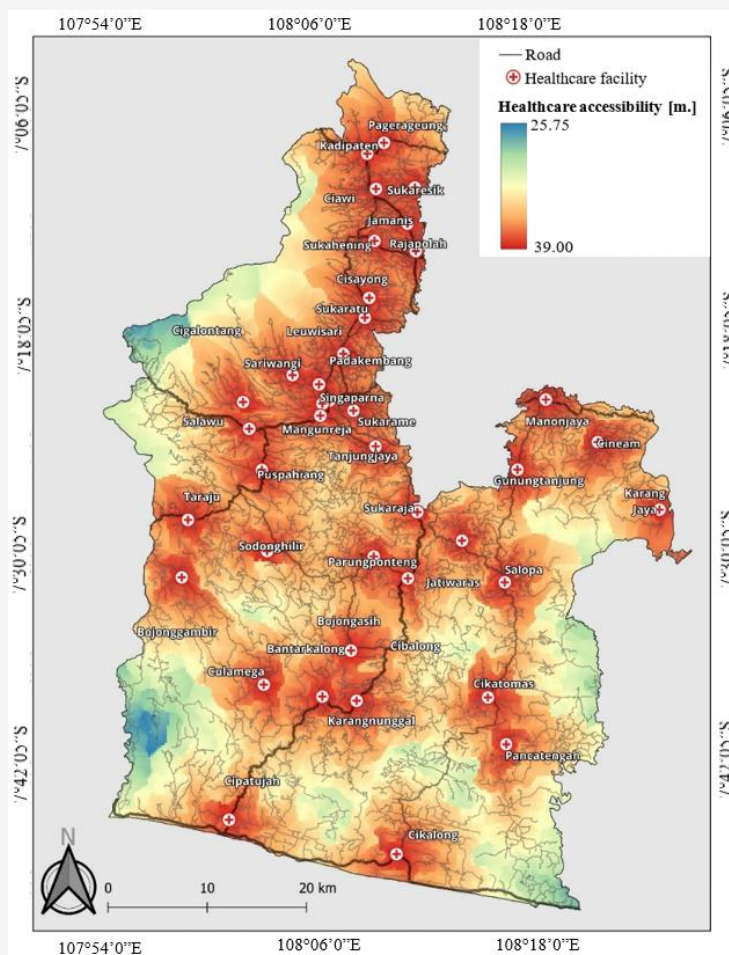 107°54’0”E
108°06’0”E
108°18’0”E
Road
Healthcare facility
Healthcare accessibility [m.]
25.75
39.00
7°06’0”S
7°18’0”S
7°30’0”S
7°42’0”S
Pagerageung
Kadipaten
Sukaresik
Ciawi
Jamanis
Sukahening
Rajapolah
Cisayong
Sukaratu
Cigalontang
Leuwisari
Padakembang
Sariwangi
Singaparna
Sukarame
Salawu
Mangunreja
Tanjungjaya
Manonjaya
Cineam
Puspahiang
Gunungtanjung
Karang
Jaya
Taraju
Sukaraja
Sodonghilir
Parungponteng
Jatiwaras
Salopa
Bojongasih
Bojonggambir
Bantarkalong
Cibalong
Culamega
Cikatomas
Karangnunggal
Pancatengah
Cipatujah
Cikalong
N
0 10 20 km
107°54’0”E
108°06’0”E
108°18’0”E